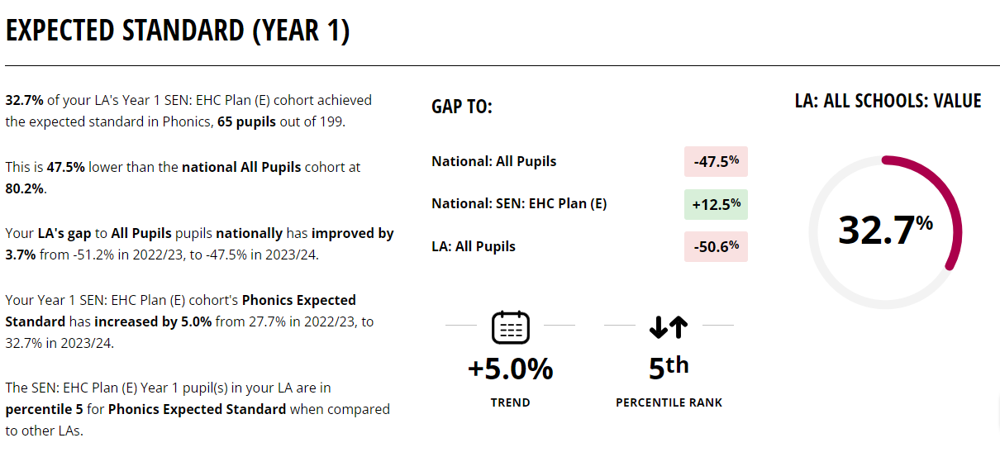 EXPECTED STANDARD (YEAR 1)
32.7% of your LA's Year 1 SEN: EHC Plan (E) cohort achieved
the expected standard in Phonics, 65 pupils out of 199.
This is 47.5% lower than the national All Pupils cohort at
80.2%.
Your LA's gap to All Pupils pupils nationally has improved by
3.7% from -51.2% in 2022/23, to -47.5% in 2023/24.
Your Year 1 SEN: EHC Plan (E) cohort's Phonics Expected
Standard has increased by 5.0% from 27.7% in 2022/23, to
32.7% in 2023/24.
The SEN: EHC Plan (E) Year 1 pupil(s) in your LA are in
percentile 5 for Phonics Expected Standard when compared
to other LAs.
GAP TO:
National: All Pupils -47.5%
National: SEN: EHC Plan (E) +12.5%
LA: All Pupils -50.6%
+5.0%
TREND
5th
PERCENTILE RANK
LA: ALL SCHOOLS: VALUE
32.7%